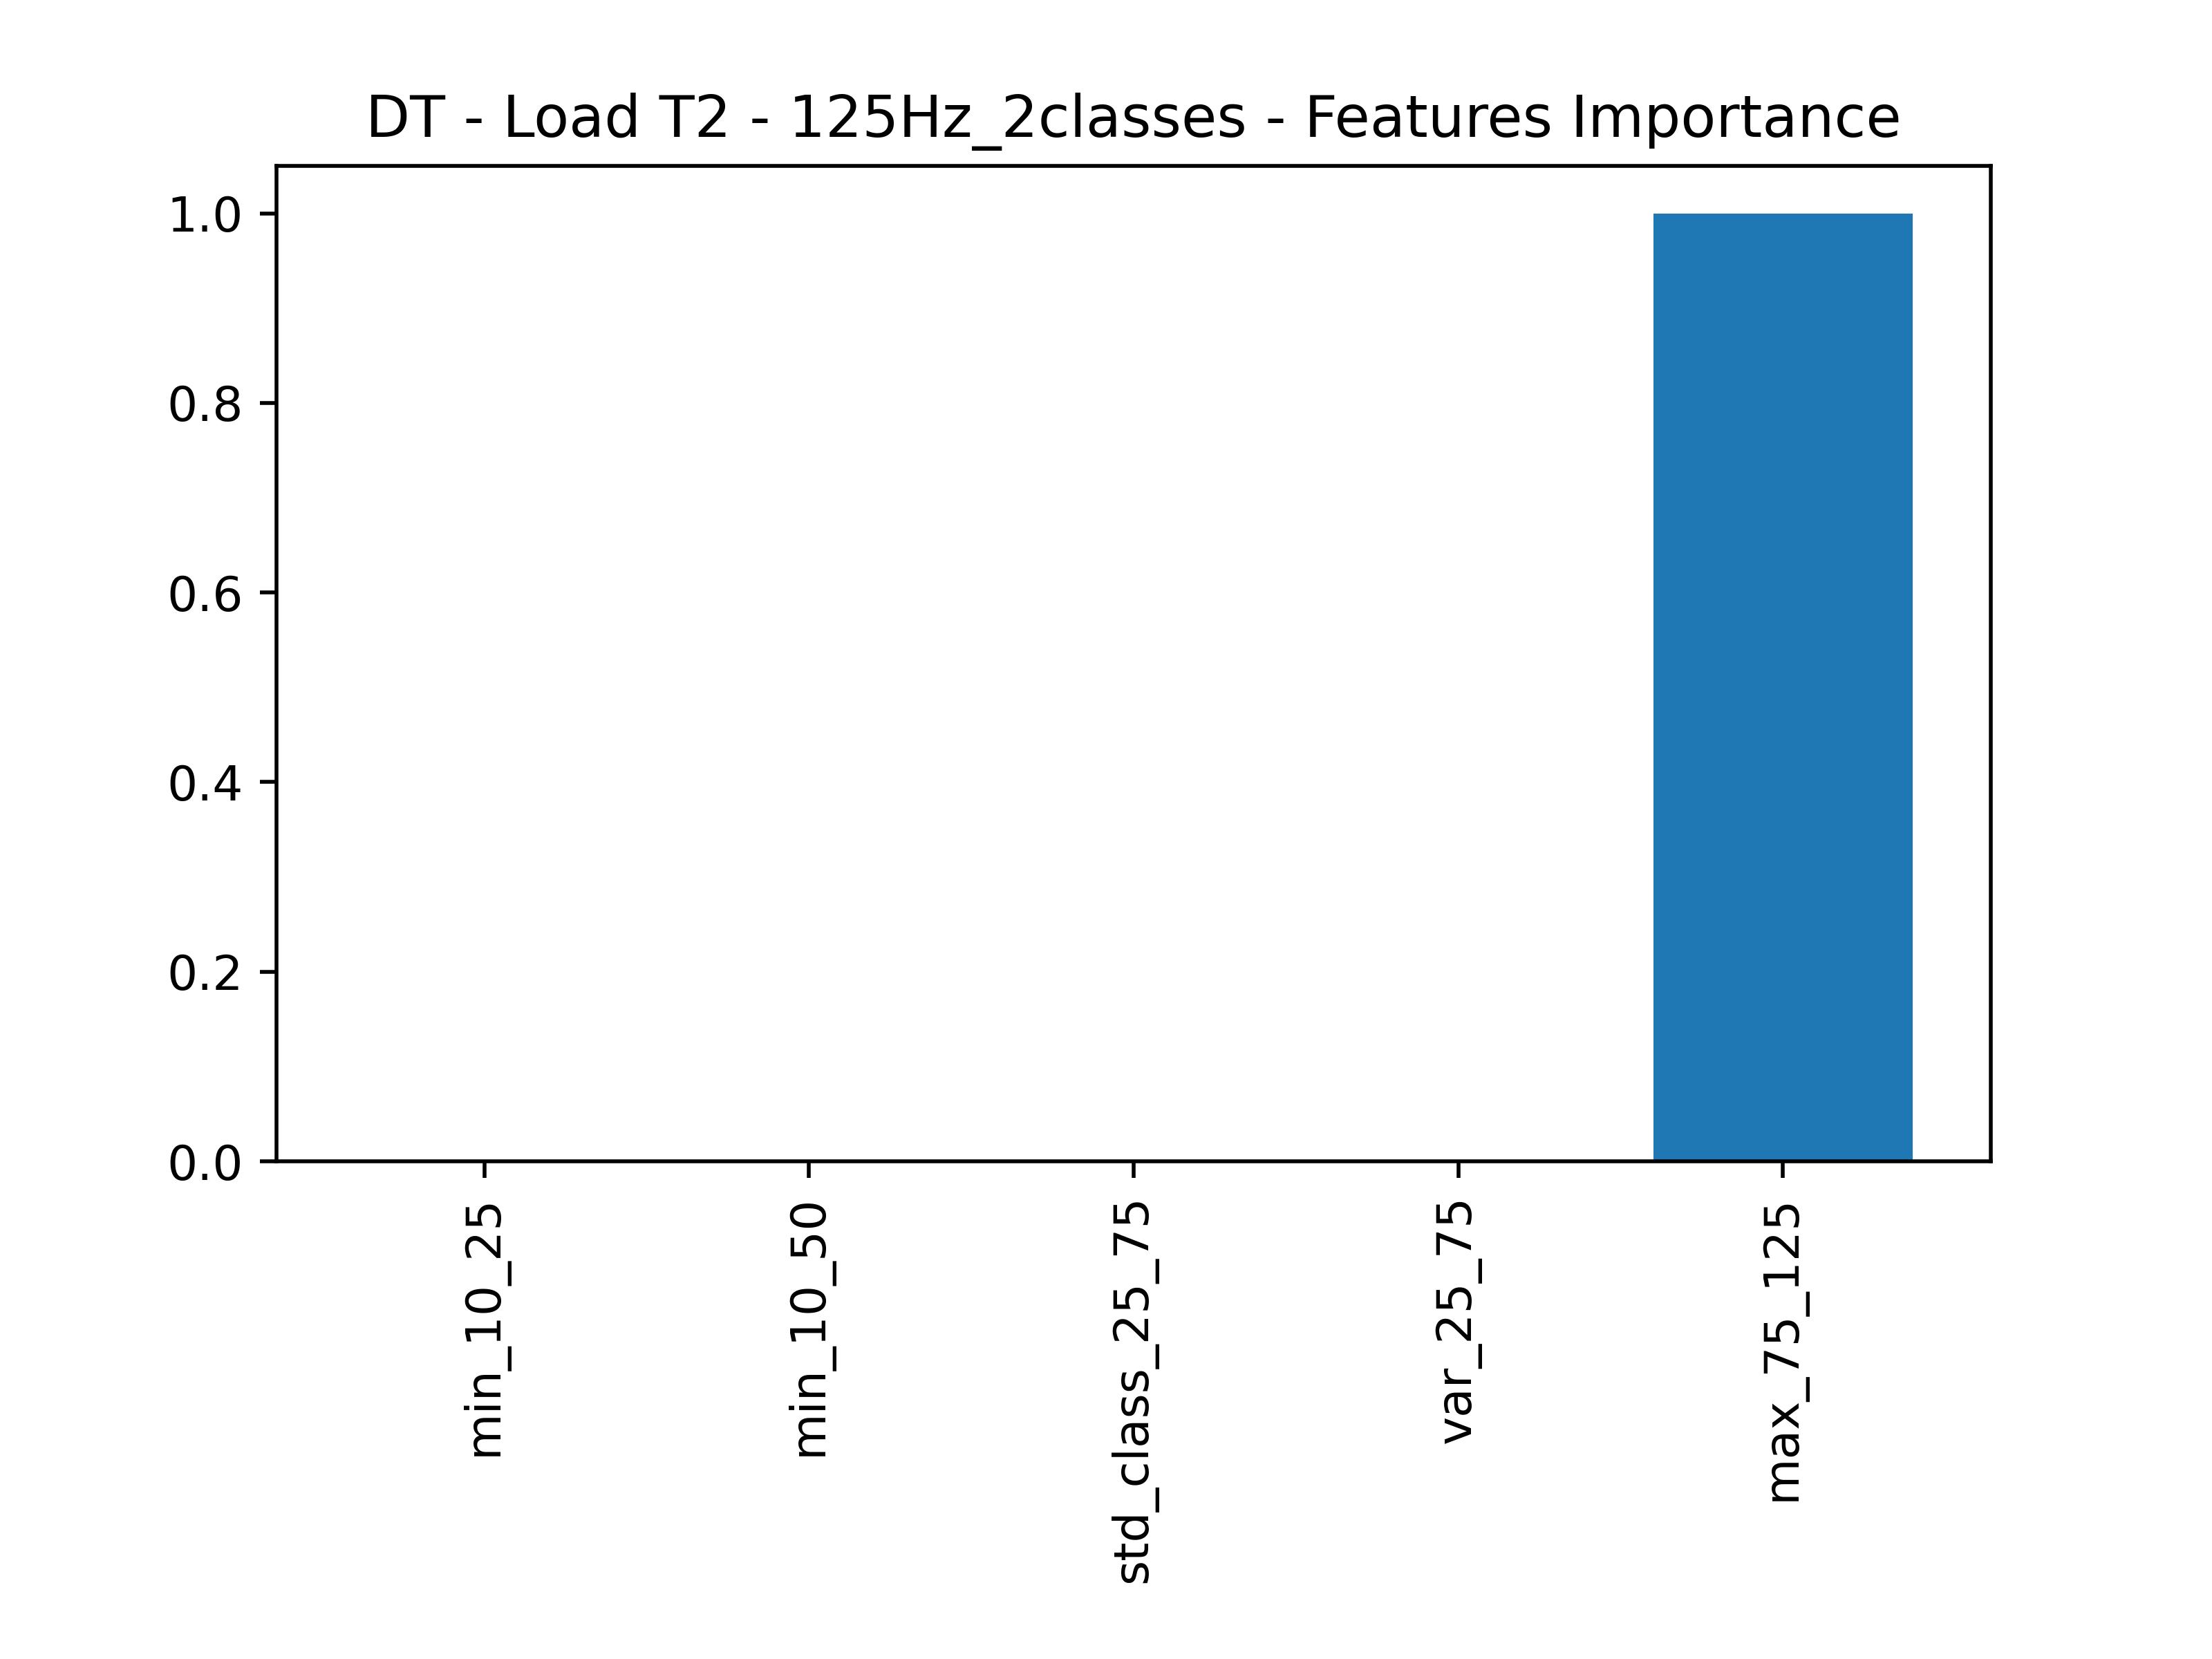 DT - Load T2 - 125Hz_2classes - Features Importance
1.0
0.8
0.6
0.4
0.2
0.0
min_10_25
min_10_50
std_class_25_75
var_25_75
max_75_125